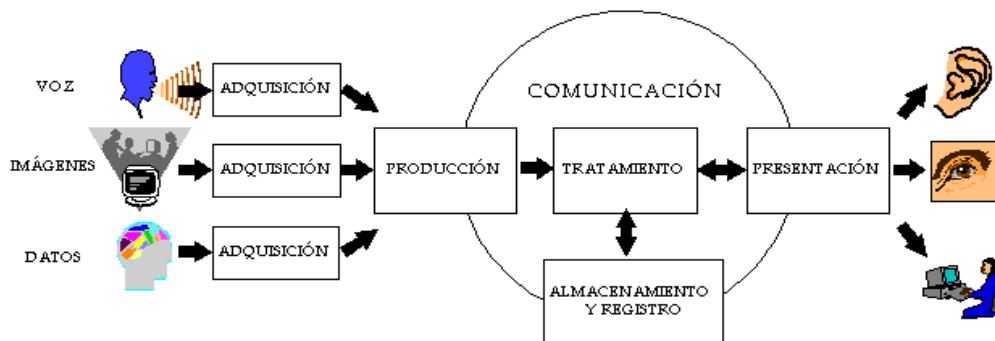 VOZ
ADQUISICIÓN
COMUNICACIÓN
IMÁGENES
ADQUISICIÓN
PRODUCCIÓN
TRATAMIENTO
PRESENTACIÓN
DATOS
ADQUISICIÓN
ALMACENAMIENTO
Y REGISTRO